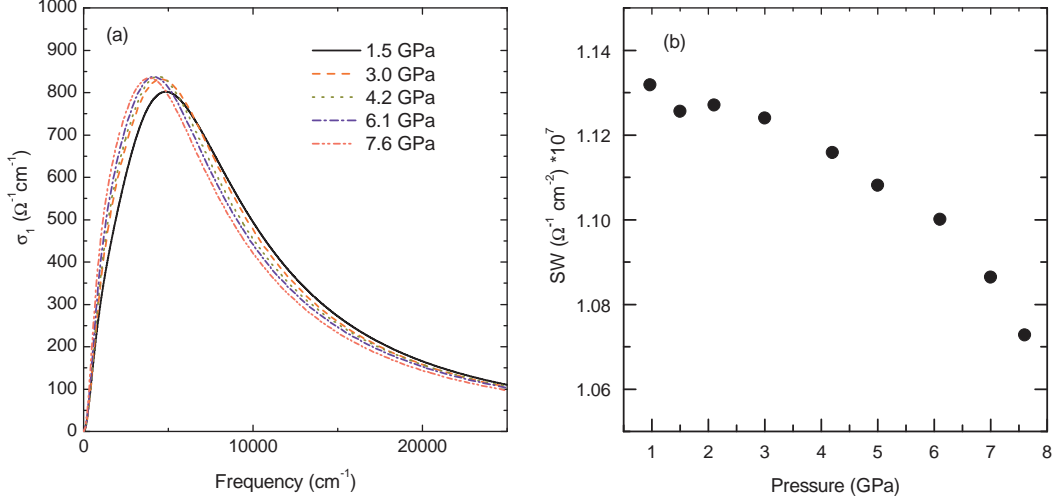 (a)
1.5 GPa
3.0 GPa
4.2 GPa
6.1 GPa
7.6 GPa
1000
900
800
700
600
500
400
300
200
100
0
0
10000
20000
σ₁ (Ω⁻¹cm⁻¹)
Frequency (cm⁻¹)
(b)
1.14
1.12
1.10
1.08
1.06
1
2
3
4
5
6
7
8
SW (Ω⁻¹ cm⁻²) *10⁷
Pressure (GPa)